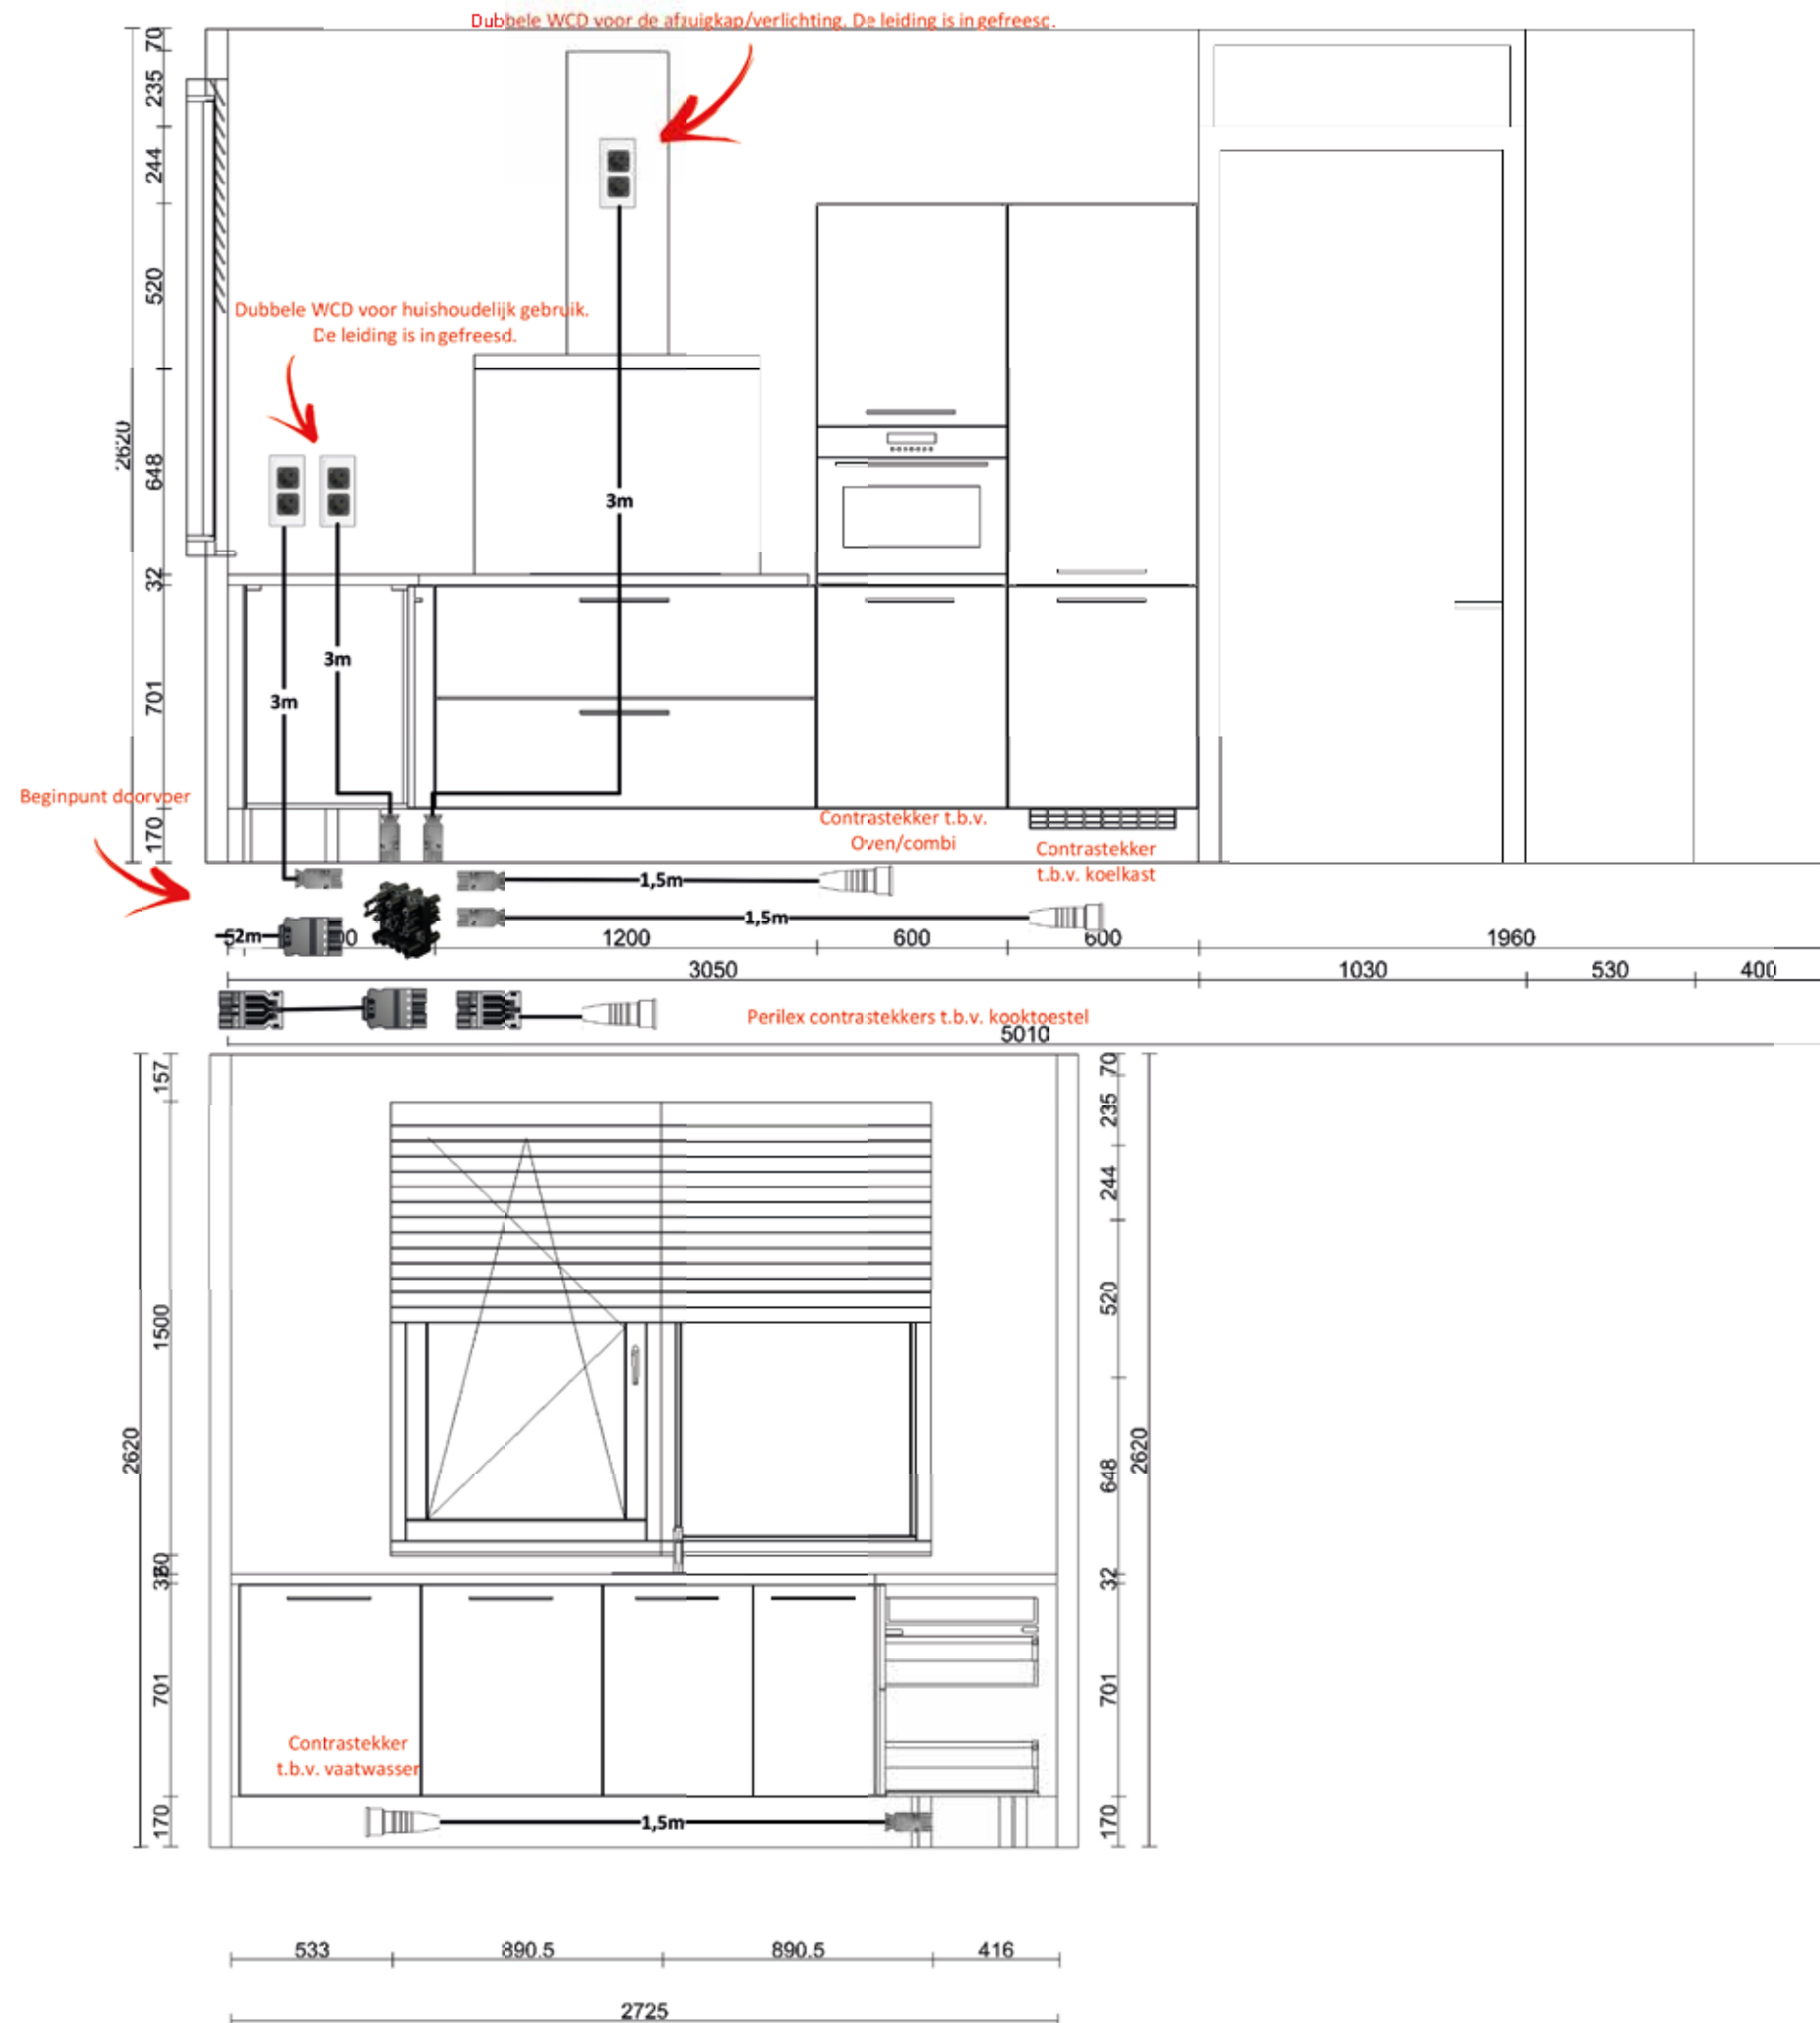 Dubbele WCD voor de afzuigkap/verlichting. De leiding is ingefreesd.
70
235
244
520
648
32
701
170
2620
Dubbele WCD voor huishoudelijk gebruik.
De leiding is ingefreesd.
3m
3m
3m
Beginpunt doorvoer
Contrastekker t.b.v.
Oven/combi
Contrastekker
t.b.v. koelkast
1,5m
1,5m
2m
1200
600
600
1960
3050
1030
530
400
Perilex contrastekkers t.b.v. kooktoestel
5010
157
1500
701
170
2620
70
235
244
520
648
32
701
170
2620
Contrastekker
t.b.v. vaatwasser
1,5m
533
890.5
890.5
416
2725